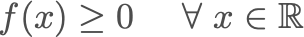 f(x) ≥ 0 ∀ x ∈ ℝ